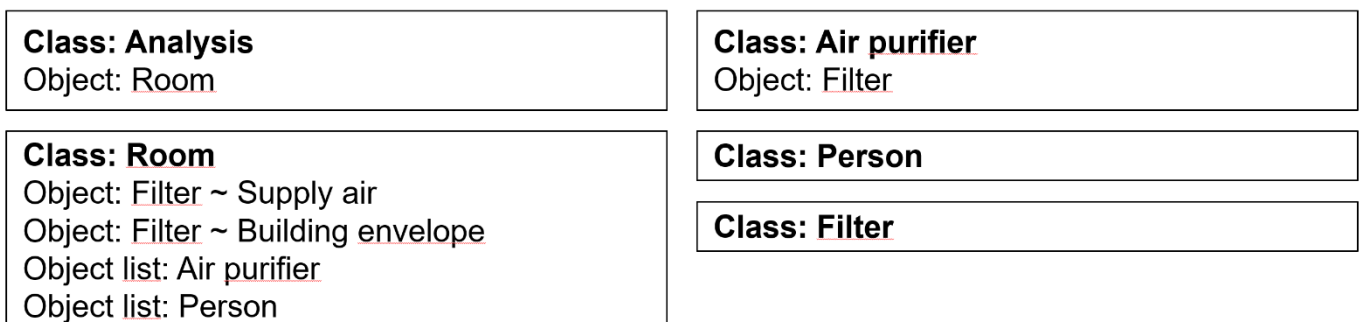 Class: Analysis
Object: Room
Class: Room
Object: Filter ~ Supply air
Object: Filter ~ Building envelope
Object list: Air purifier
Object list: Person
Class: Air purifier
Object: Filter
Class: Person
Class: Filter